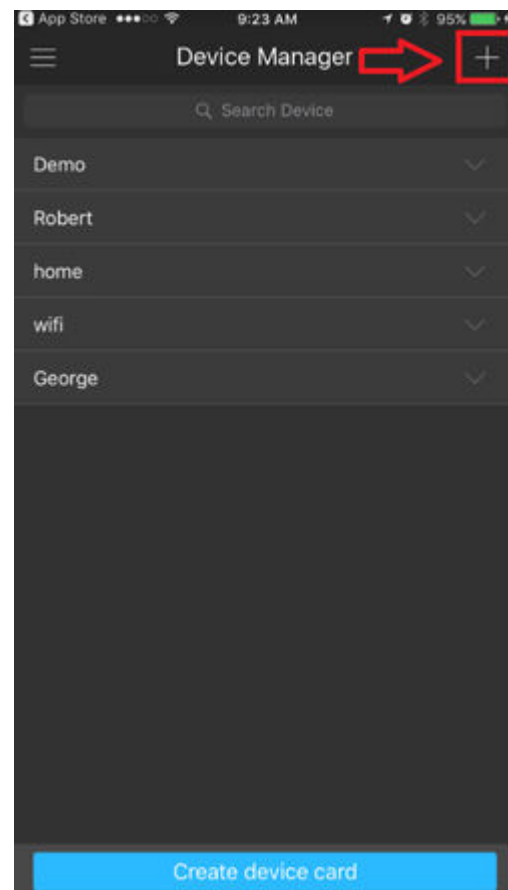 App Store 9:23 AM 95%
Device Manager
Search Device
Demo
Robert
home
wifi
George
Create device card